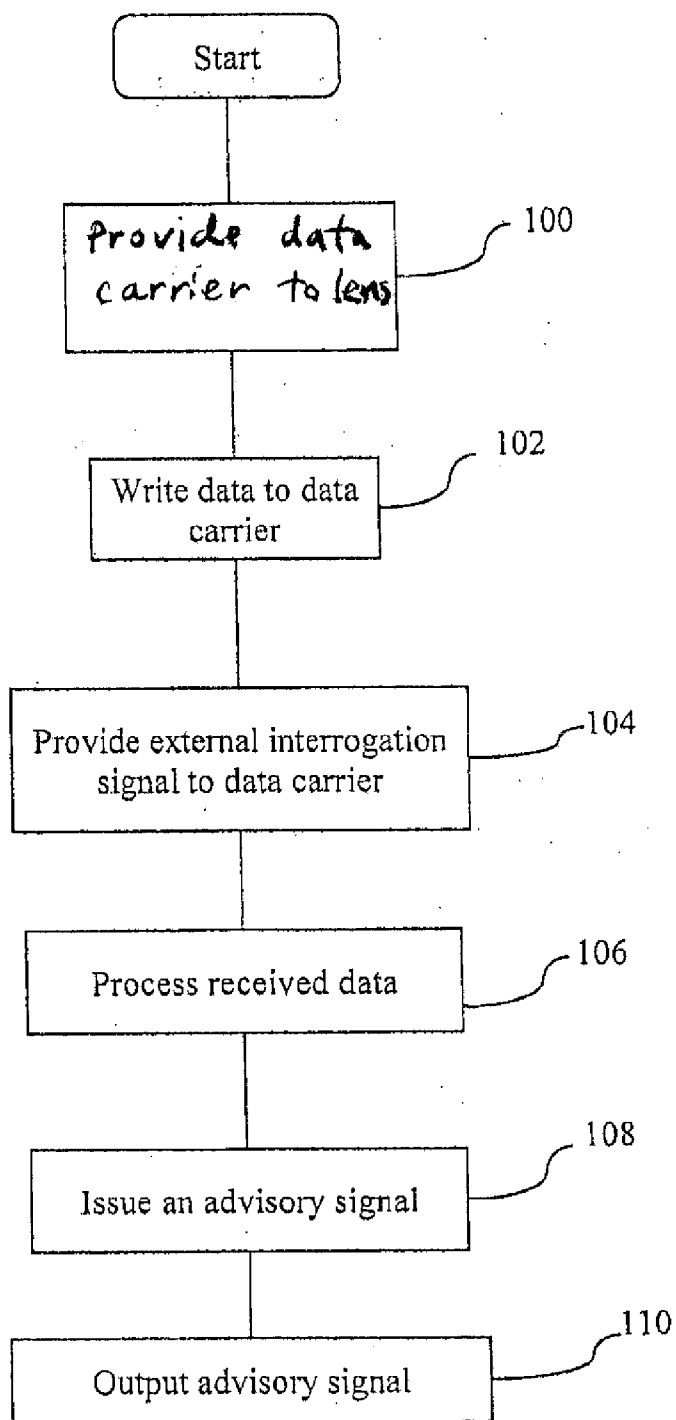 Start
Provide data
carrier to lens
100
Write data to data
carrier
102
Provide external interrogation
signal to data carrier
104
Process received data
106
Issue an advisory signal
108
Output advisory signal
110